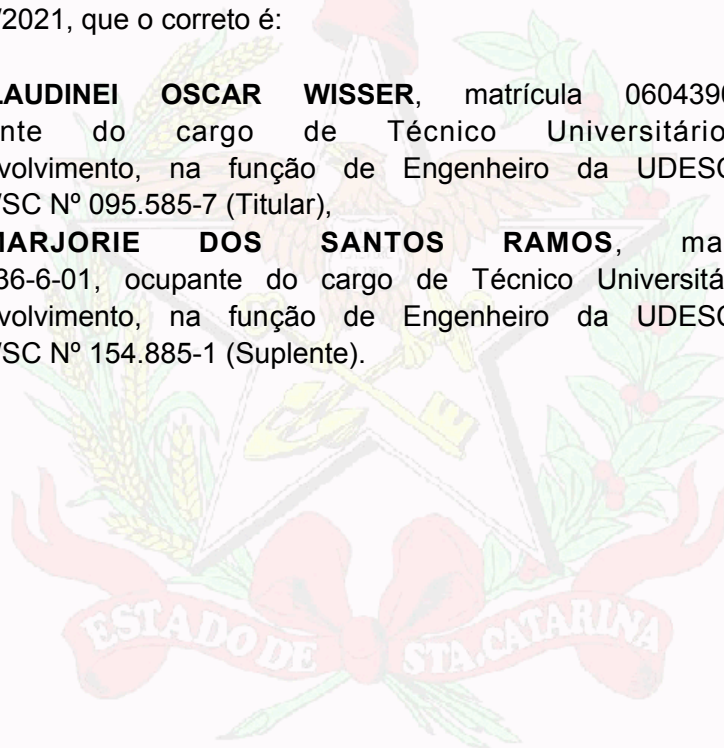 /2021, que o correto é:
LAUDINEI OSCAR WISSER, matrícula 0604390
nte do cargo de Técnico Universitário
volvimento, na função de Engenheiro da UDESC
/SC Nº 095.585-7 (Titular),
MARJORIE DOS SANTOS RAMOS, ma
36-6-01, ocupante do cargo de Técnico Universitá
volvimento, na função de Engenheiro da UDESC
/SC Nº 154.885-1 (Suplente).
ESTADO DE STA.CATARINA